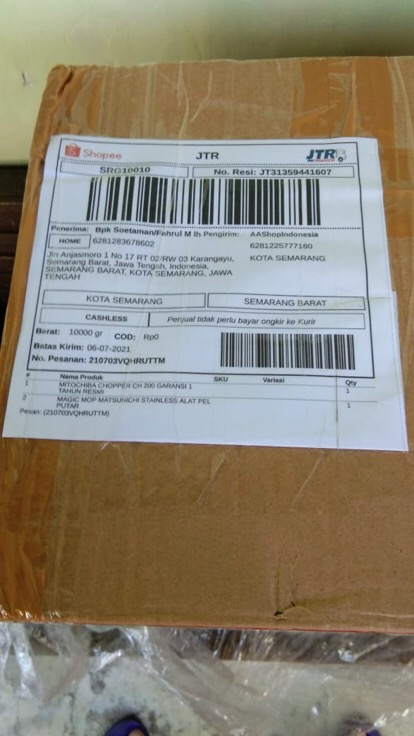 Shopee
JTR
JTR
SRG10010
No. Resi: JT31359441607
Penerima: Bpk Soetaman/Fahrul M Ih Pengirim: AAShopIndonesia
HOME 6281283678602 6281225777160
Jln Anjasmoro 1 No 17 RT 02/RW 03 Karangayu, KOTA SEMARANG
Semarang Barat, Jawa Tengah, Indonesia,
SEMARANG BARAT, KOTA SEMARANG, JAWA
TENGAH
KOTA SEMARANG SEMARANG BARAT
CASHLESS Penjual tidak perlu bayar ongkir ke Kurir
Berat: 10000 gr COD: Rp0
Batas Kirim: 06-07-2021
No. Pesanan: 210703VQHRUTTM
# Nama Produk SKU Variasi Qty
1 MITOCHIBA CHOPPER CH 200 GARANSI 1 1
TAHUN RESMI
2 MAGIC MOP MATSUNICHI STAINLESS ALAT PEL 1
PUTAR
Pesan: (210703VQHRUTTM)